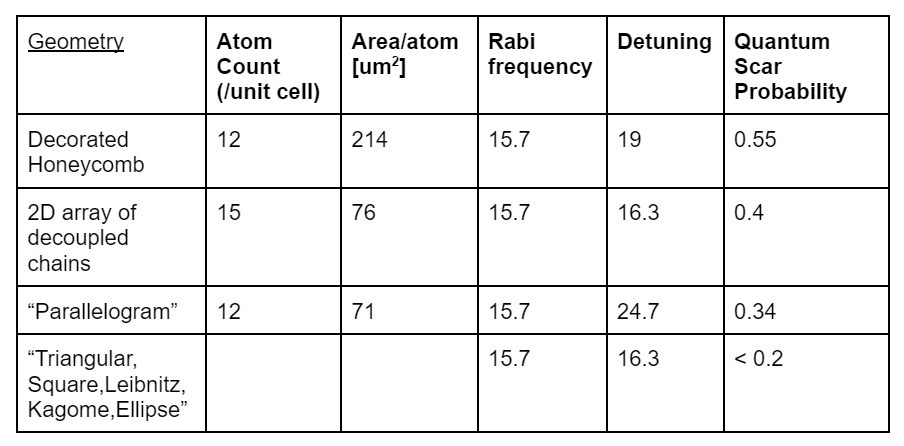 Geometry
Atom
Count
(/unit cell)
Area/atom
[um²]
Rabi
frequency
Detuning
Quantum
Scar
Probability
Decorated
Honeycomb
12
214
15.7
19
0.55
2D array of
decoupled
chains
15
76
15.7
16.3
0.4
“Parallelogram”
12
71
15.7
24.7
0.34
“Triangular,
Square,Leibnitz,
Kagome,Ellipse”
15.7
16.3
< 0.2